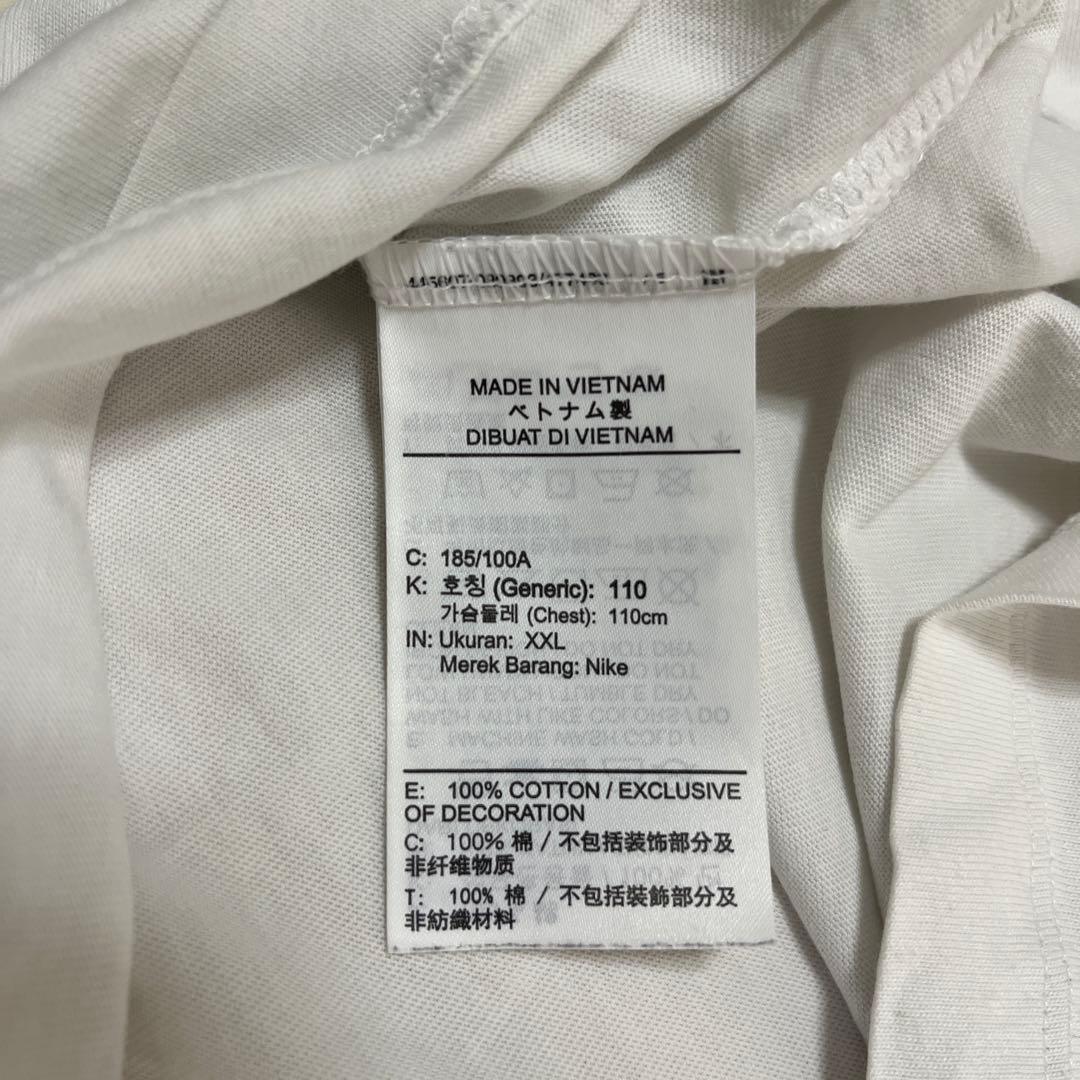 MADE IN VIETNAM
ベトナム製
DIBUAT DI VIETNAM
C: 185/100A
K: 호칭 (Generic): 110
가슴둘레 (Chest): 110cm
IN: Ukuran: XXL
Merek Barang: Nike
E: 100% COTTON / EXCLUSIVE
OF DECORATION
C: 100% 棉 / 不包括装饰部分及
非纤维物质
T: 100% 棉 / 不包括裝飾部分及
非紡織材料